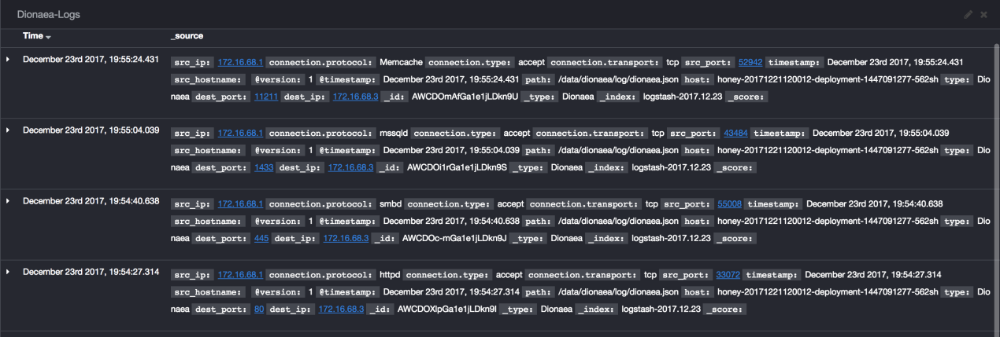 Dionaea-Logs
Time _source
December 23rd 2017, 19:55:24.431 src_ip: 172.16.68.1 connection.protocol: Memcache connection.type: accept connection.transport: tcp src_port: 52942 timestamp: December 23rd 2017, 19:55:24.431
src_hostname: @version: 1 @timestamp: December 23rd 2017, 19:55:24.431 path: /data/dionaea/log/dionaea.json host: honey-20171221120012-deployment-1447091277-562sh type: Dio
naea dest_port: 11211 dest_ip: 172.16.68.3 _id: AWCDOmAfGa1e1jLDkn9U _type: Dionaea _index: logstash-2017.12.23 _score:
December 23rd 2017, 19:55:04.039 src_ip: 172.16.68.1 connection.protocol: mssqld connection.type: accept connection.transport: tcp src_port: 43484 timestamp: December 23rd 2017, 19:55:04.039
src_hostname: @version: 1 @timestamp: December 23rd 2017, 19:55:04.039 path: /data/dionaea/log/dionaea.json host: honey-20171221120012-deployment-1447091277-562sh type: Dio
naea dest_port: 1433 dest_ip: 172.16.68.3 _id: AWCDOi1rGa1e1jLDkn9S _type: Dionaea _index: logstash-2017.12.23 _score:
December 23rd 2017, 19:54:40.638 src_ip: 172.16.68.1 connection.protocol: smbd connection.type: accept connection.transport: tcp src_port: 55008 timestamp: December 23rd 2017, 19:54:40.638
src_hostname: @version: 1 @timestamp: December 23rd 2017, 19:54:40.638 path: /data/dionaea/log/dionaea.json host: honey-20171221120012-deployment-1447091277-562sh type: Dio
naea dest_port: 445 dest_ip: 172.16.68.3 _id: AWCDOc-mGa1e1jLDkn9J _type: Dionaea _index: logstash-2017.12.23 _score:
December 23rd 2017, 19:54:27.314 src_ip: 172.16.68.1 connection.protocol: httpd connection.type: accept connection.transport: tcp src_port: 33072 timestamp: December 23rd 2017, 19:54:27.314
src_hostname: @version: 1 @timestamp: December 23rd 2017, 19:54:27.314 path: /data/dionaea/log/dionaea.json host: honey-20171221120012-deployment-1447091277-562sh type: Dio
naea dest_port: 80 dest_ip: 172.16.68.3 _id: AWCDOXlpGa1e1jLDkn9I _type: Dionaea _index: logstash-2017.12.23 _score: